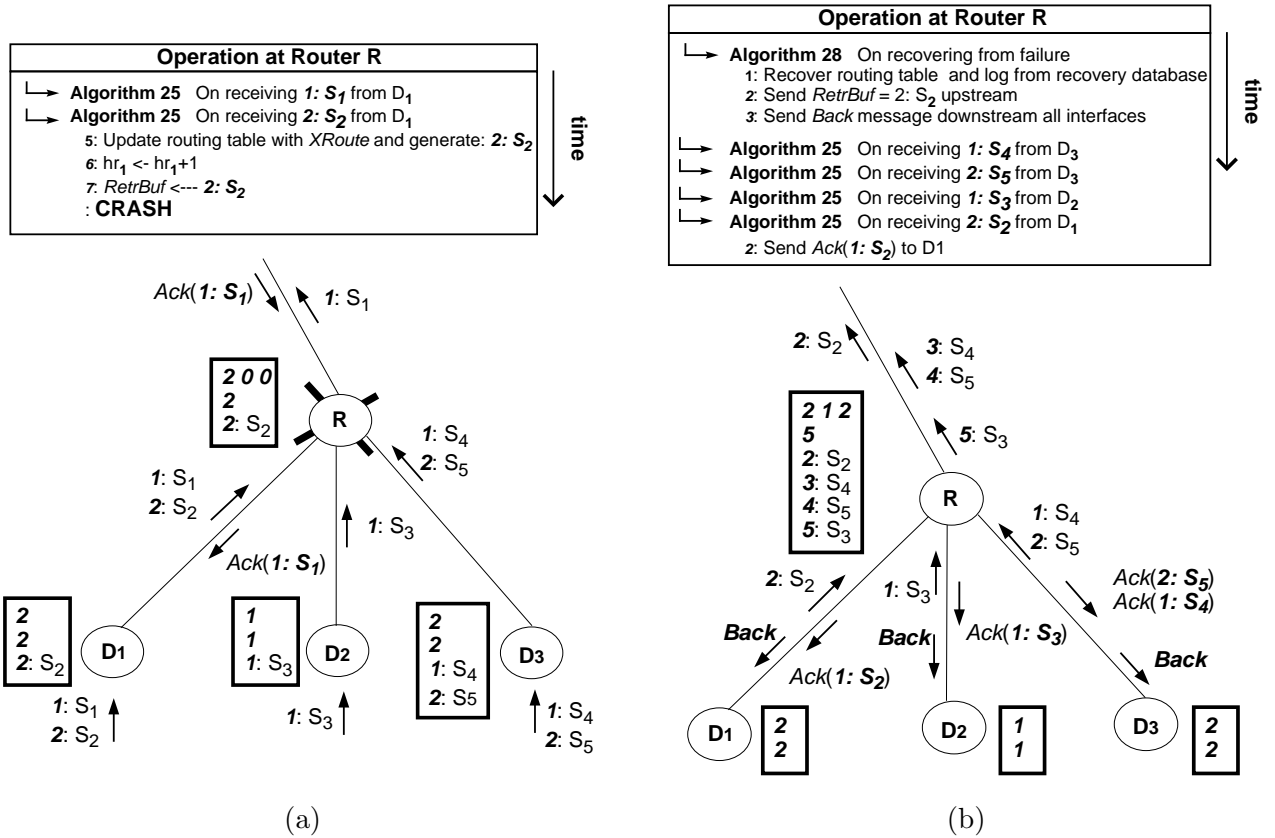 Operation at Router R
Algorithm 25 On receiving 1: S1 from D1
Algorithm 25 On receiving 2: S2 from D1
5: Update routing table with XRoute and generate: 2: S2
6: hr1 <- hr1+1
7: RetrBuf <--- 2: S2
: CRASH
time
Ack(1: S1)
1: S1
2 0 0
2
2: S2
R
1: S4
2: S5
1: S1
2: S2
1: S3
Ack(1: S1)
2
2
2: S2
D1
1
1
1: S3
D2
2
2
1: S4
2: S5
D3
1: S1
2: S2
1: S3
1: S4
2: S5
(a)
Operation at Router R
Algorithm 28 On recovering from failure
1: Recover routing table and log from recovery database
2: Send RetrBuf = 2: S2 upstream
3: Send Back message downstream all interfaces
Algorithm 25 On receiving 1: S4 from D3
Algorithm 25 On receiving 2: S5 from D3
Algorithm 25 On receiving 1: S3 from D2
Algorithm 25 On receiving 2: S2 from D1
2: Send Ack(1: S2) to D1
time
2: S2
3: S4
4: S5
2 1 2
5
2: S2
3: S4
4: S5
5: S3
5: S3
R
1: S4
2: S5
2: S2
1: S3
Ack(2: S5)
Ack(1: S4)
Back
Back
Ack(1: S3)
Back
Ack(1: S2)
D1
2
2
D2
1
1
D3
2
2
(b)